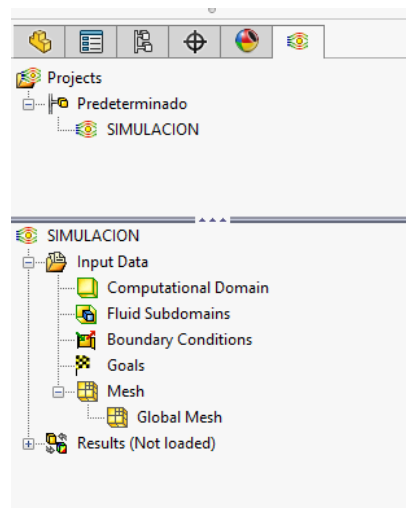 Projects
Predeterminado
SIMULACION
SIMULACION
Input Data
Computational Domain
Fluid Subdomains
Boundary Conditions
Goals
Mesh
Global Mesh
Results (Not loaded)